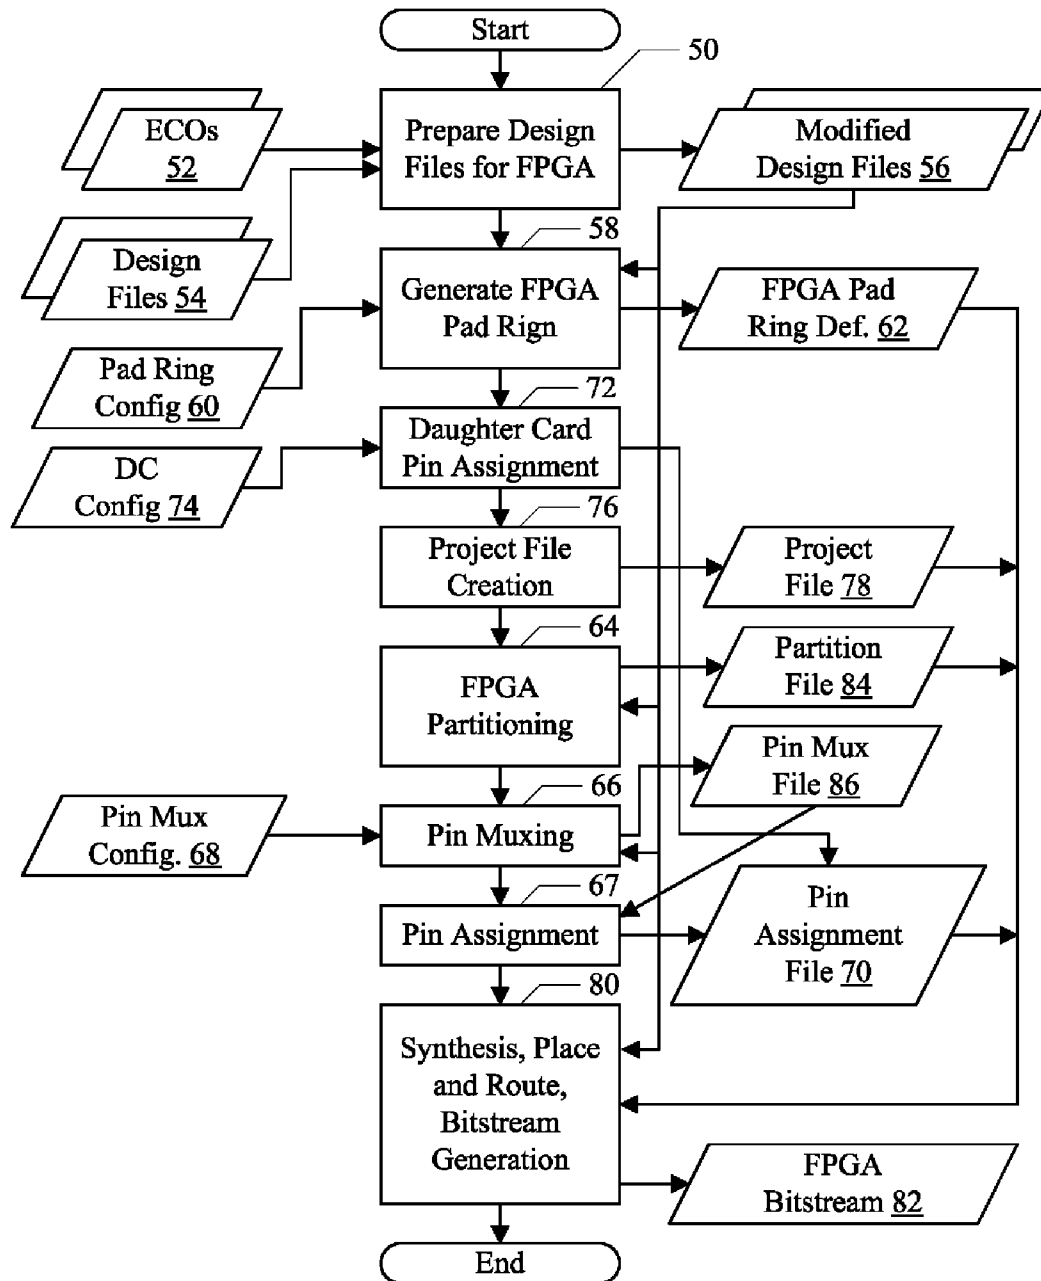 Start
50
ECOs
52
Prepare Design
Files for FPGA
Modified
Design Files 56
Design
Files 54
58
Generate FPGA
Pad Rign
FPGA Pad
Ring Def. 62
Pad Ring
Config 60
72
Daughter Card
Pin Assignment
DC
Config 74
76
Project File
Creation
Project
File 78
64
FPGA
Partitioning
Partition
File 84
Pin Mux
File 86
66
Pin Mux
Config. 68
Pin Muxing
67
Pin Assignment
Pin
Assignment
File 70
80
Synthesis, Place
and Route,
Bitstream
Generation
FPGA
Bitstream 82
End